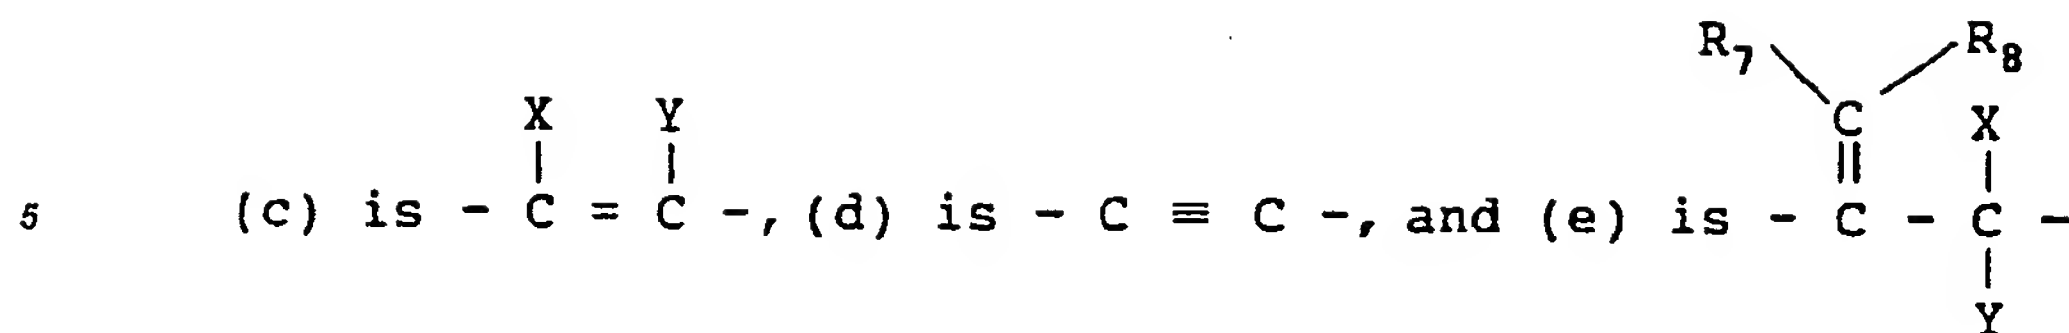 R7 R8
X Y C X
5 (c) is - C = C -, (d) is - C ≡ C -, and (e) is - C - C -
Y